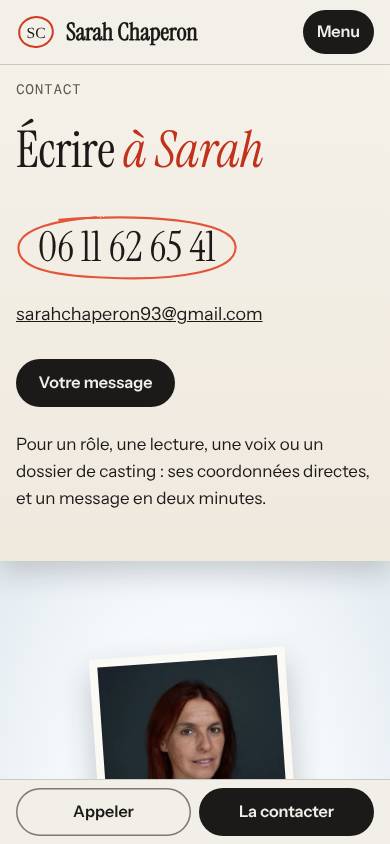 SC
Sarah Chaperon
Menu
CONTACT
Écrire à Sarah
06 11 62 65 41
sarahchaperon93@gmail.com
Votre message
Pour un rôle, une lecture, une voix ou un
dossier de casting : ses coordonnées directes,
et un message en deux minutes.
Appeler
La contacter